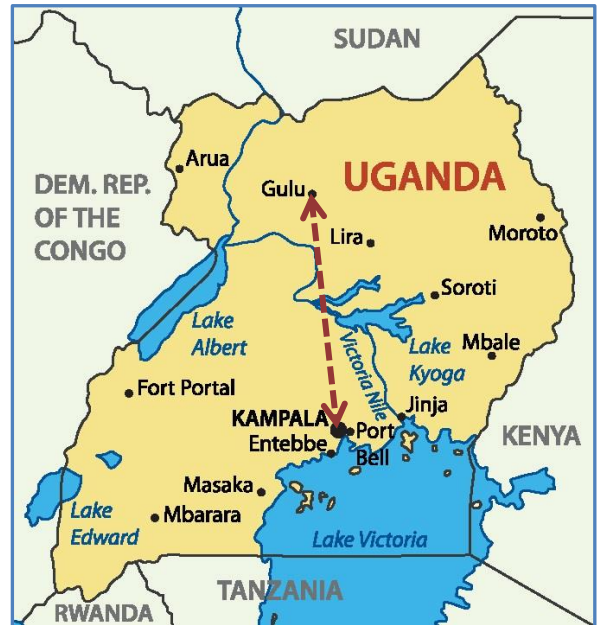 SUDAN
Arua
DEM. REP.
OF THE
CONGO
Gulu
UGANDA
Lira
Moroto
Soroti
Lake
Albert
Victoria Nile
Lake
Kyoga
Mbale
Fort Portal
KAMPALA
Port
Bell
Jinja
Entebbe
KENYA
Masaka
Lake
Edward
Mbarara
Lake Victoria
TANZANIA
RWANDA